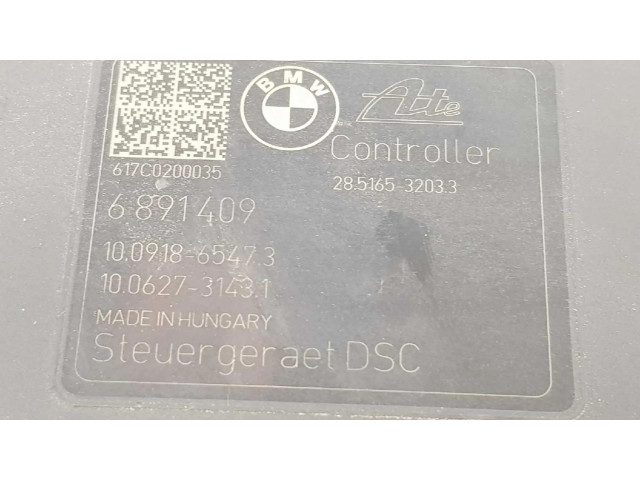 BMW
Ate
Controller
617C0200035
28.5165-3203.3
6 891 409
10.0918-6547.3
10.0627-3143.1
MADE IN HUNGARY
Steuergeraet DSC